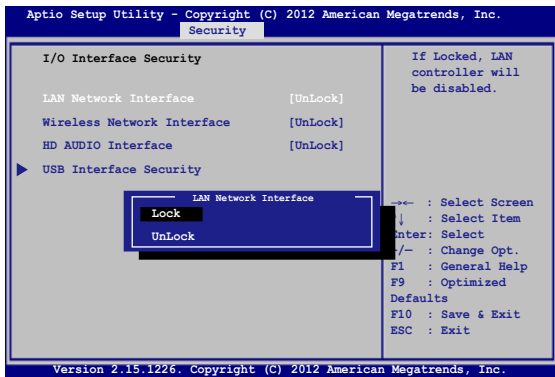 Aptio Setup Utility - Copyright (C) 2012 American Megatrends, Inc.
Security
I/O Interface Security
LAN Network Interface [UnLock]
Wireless Network Interface [UnLock]
HD AUDIO Interface [UnLock]
USB Interface Security
If Locked, LAN
controller will
be disabled.
LAN Network Interface
Lock
UnLock
→← : Select Screen
↓ : Select Item
Enter: Select
/— : Change Opt.
F1 : General Help
F9 : Optimized
Defaults
F10 : Save & Exit
ESC : Exit
Version 2.15.1226. Copyright (C) 2012 American Megatrends, Inc.